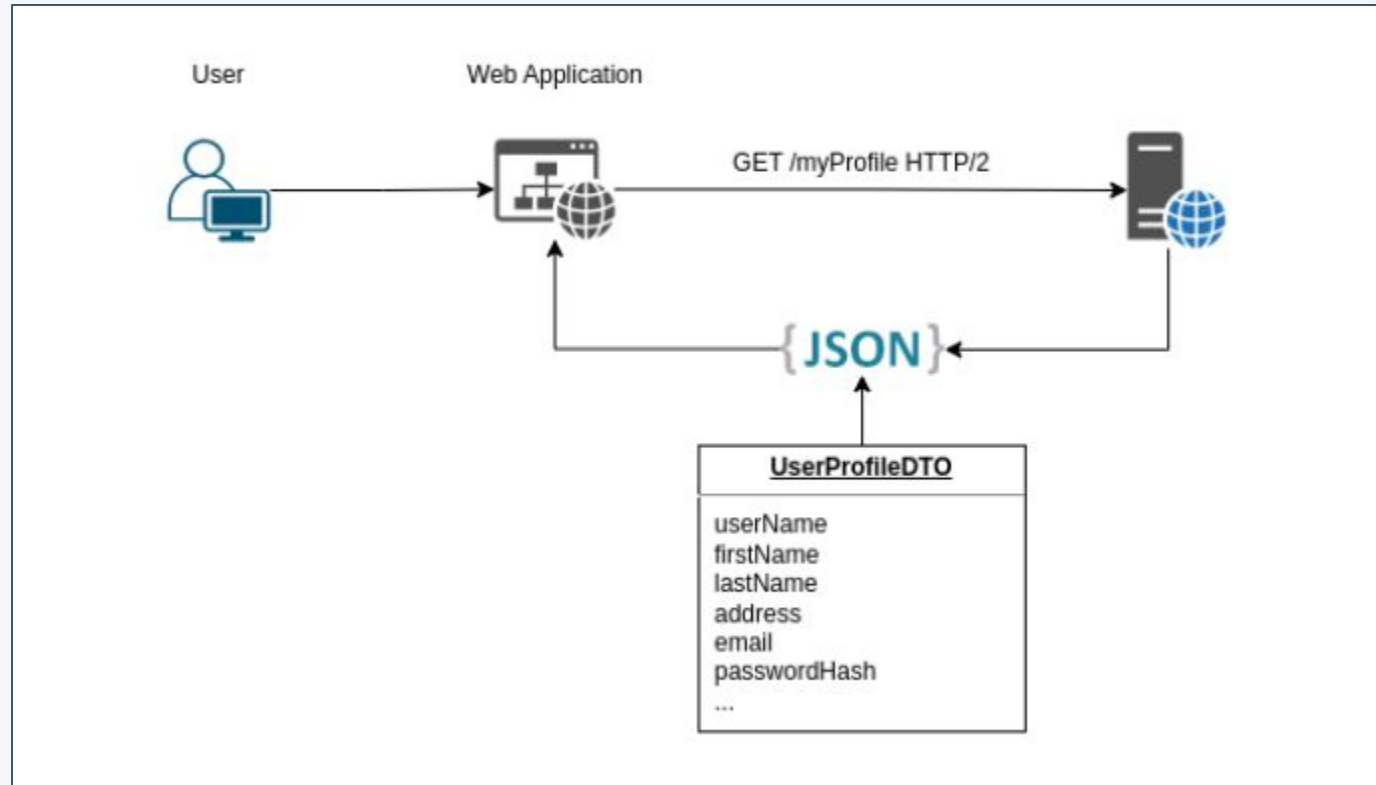 User
Web Application
GET /myProfile HTTP/2
{JSON}
UserProfileDTO
userName
firstName
lastName
address
email
passwordHash
...